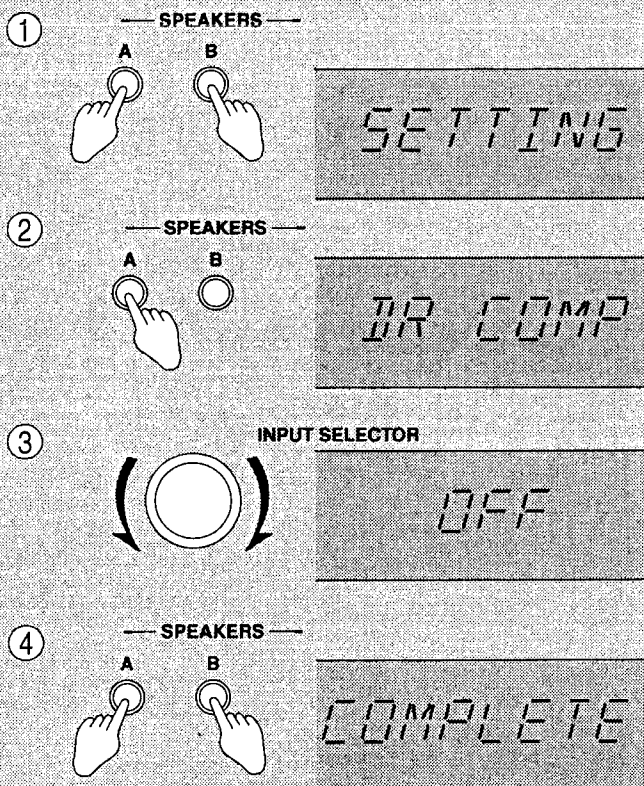 ① SPEAKERS
A B
SETTING
② SPEAKERS
A B
DR COMP
③ INPUT SELECTOR
OFF
④ SPEAKERS
A B
COMPLETE